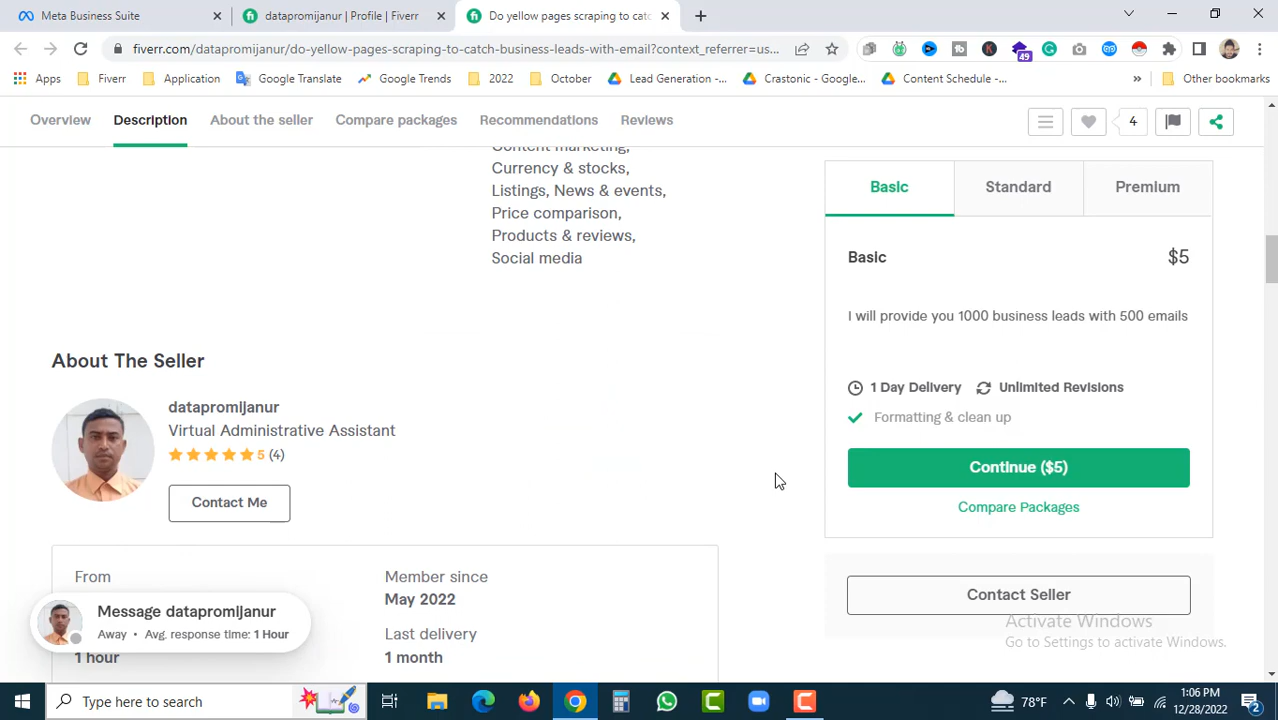 Meta Business Suite
datapromijanur | Profile | Fiverr
Do yellow pages scraping to catc
fiverr.com/datapromijanur/do-yellow-pages-scraping-to-catch-business-leads-with-email?context_referrer=us...
49
Apps
Fiverr
Application
Google Translate
Google Trends
2022
October
Lead Generation -...
Crastonic - Google...
Content Schedule -...
»
Other bookmarks
Overview
Description
About the seller
Compare packages
Recommendations
Reviews
4
Content marketing,
Currency & stocks,
Listings, News & events,
Price comparison,
Products & reviews,
Social media
Basic
Standard
Premium
Basic
$5
I will provide you 1000 business leads with 500 emails
1 Day Delivery
Unlimited Revisions
Formatting & clean up
Continue ($5)
Compare Packages
Contact Seller
About The Seller
datapromijanur
Virtual Administrative Assistant
5 (4)
Contact Me
From
Member since
May 2022
Last delivery
1 month
1 hour
Message datapromijanur
Away • Avg. response time: 1 Hour
Activate Windows
Go to Settings to activate Windows.
Type here to search
78°F
1:06 PM
12/28/2022
2